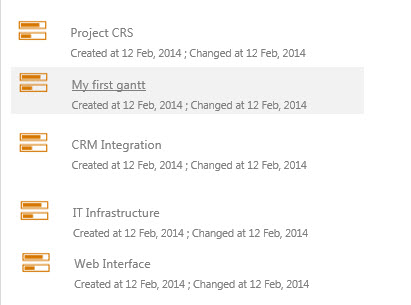 Project CRS
Created at 12 Feb, 2014 ; Changed at 12 Feb, 2014
My first gantt
Created at 12 Feb, 2014 ; Changed at 12 Feb, 2014
CRM Integration
Created at 12 Feb, 2014 ; Changed at 12 Feb, 2014
IT Infrastructure
Created at 12 Feb, 2014 ; Changed at 12 Feb, 2014
Web Interface
Created at 12 Feb, 2014 ; Changed at 12 Feb, 2014